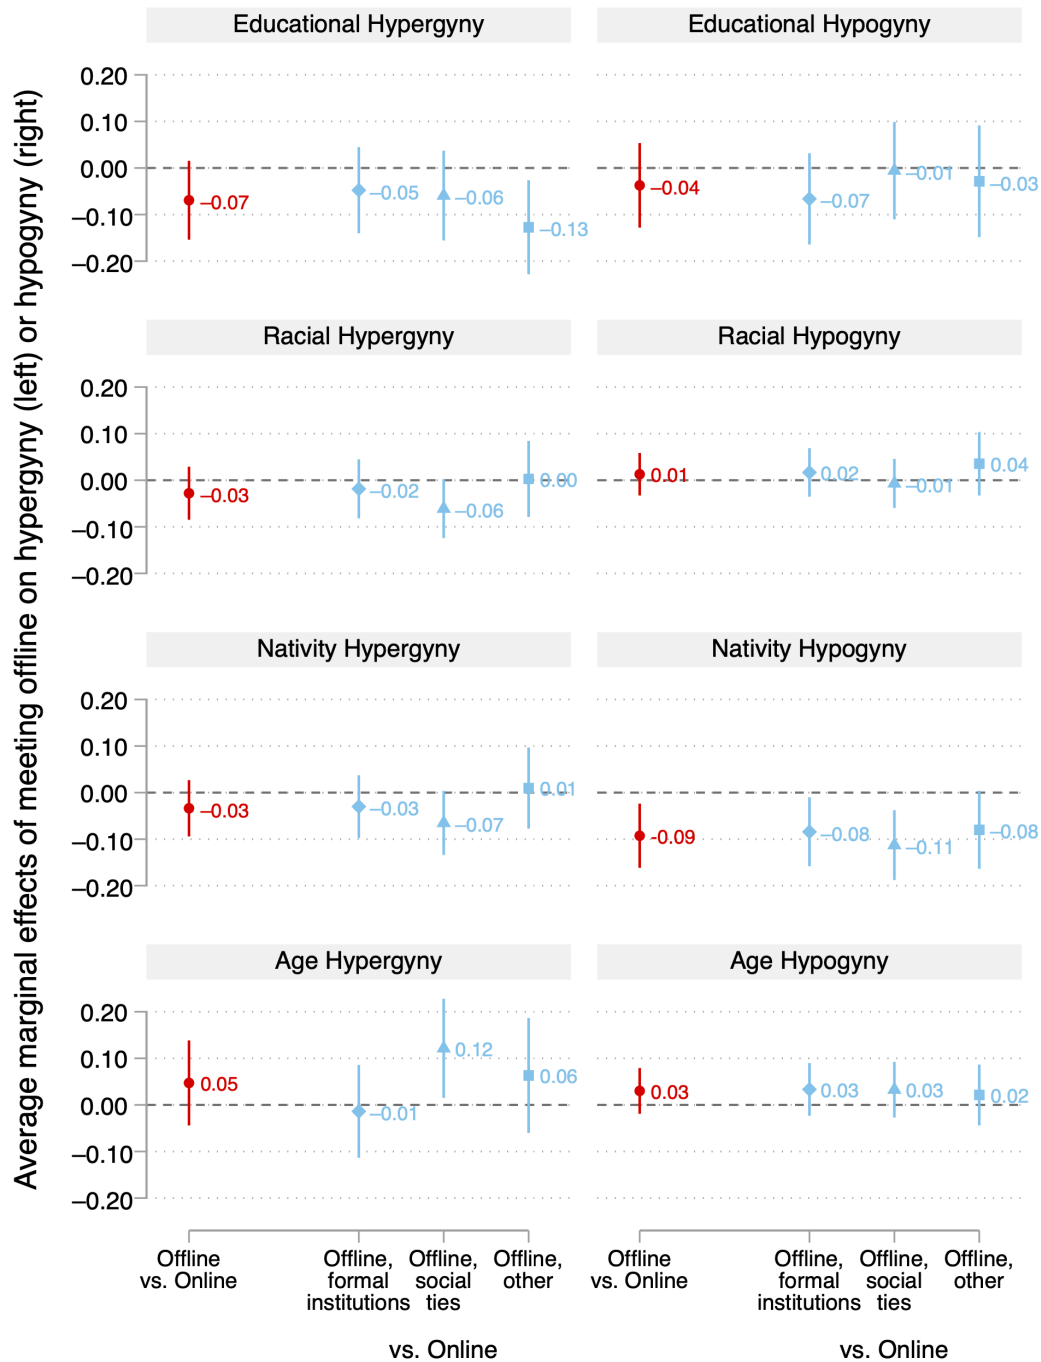 Average marginal effects of meeting offline on hypergyny (left) or hypogyny (right)
Educational Hypergyny
0.20
0.10
0.00
–0.10
–0.20
–0.07
–0.05
–0.06
–0.13
Educational Hypogyny
–0.04
–0.07
–0.01
–0.03
Racial Hypergyny
0.20
0.10
0.00
–0.10
–0.20
–0.03
–0.02
–0.06
0.00
Racial Hypogyny
0.01
0.02
–0.01
0.04
Nativity Hypergyny
0.20
0.10
0.00
–0.10
–0.20
–0.03
–0.03
–0.07
0.01
Nativity Hypogyny
-0.09
–0.08
–0.11
–0.08
Age Hypergyny
0.20
0.10
0.00
–0.10
–0.20
0.05
–0.01
0.12
0.06
Age Hypogyny
0.03
0.03
0.03
0.02
Offline
vs. Online
Offline,
formal
institutions
Offline,
social
ties
Offline,
other
vs. Online
Offline
vs. Online
Offline,
formal
institutions
Offline,
social
ties
Offline,
other
vs. Online